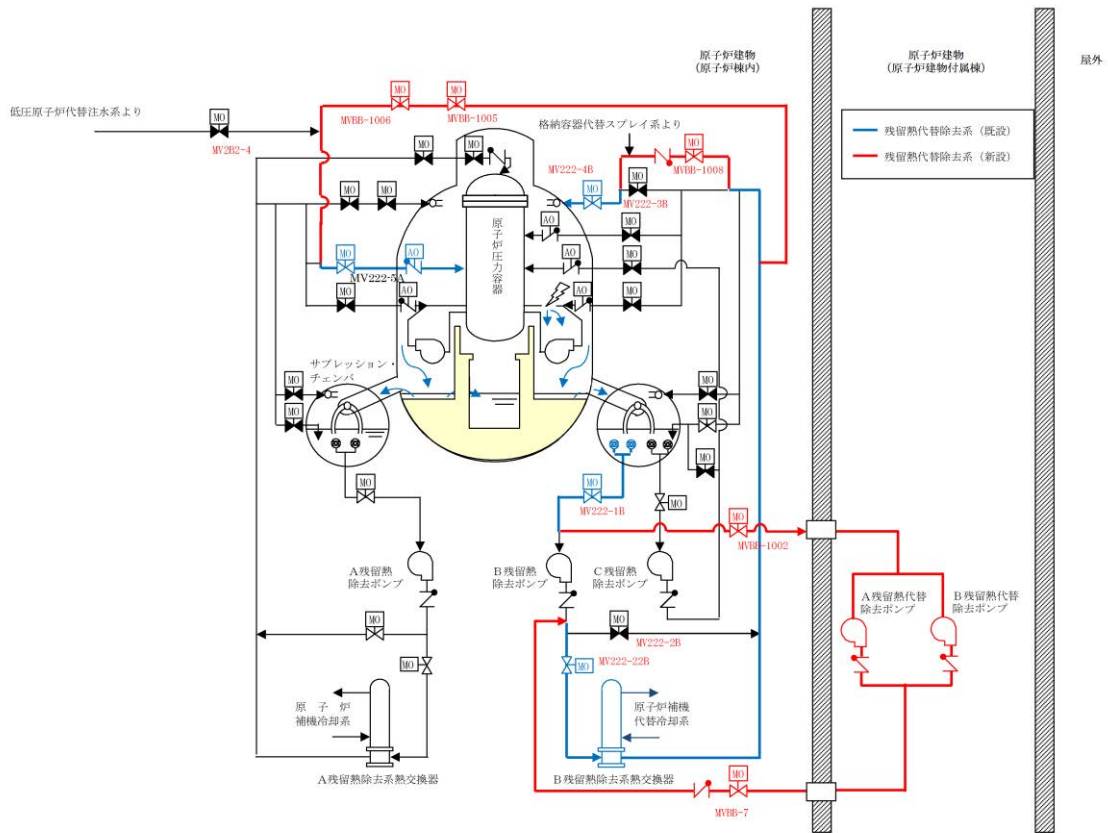 原子炉建物
(原子炉棟内)
原子炉建物
(原子炉建物付属棟)
屋外
残留熱代替除去系(既設)
残留熱代替除去系(新設)
低圧原子炉代替注水系より
MO
MV2B2-4
MO
MO
MVBB-1006
MVBB-1005
格納容器代替スプレイ系より
MO
MO
MO
MVBB-1008
MV222-4B
MO
MO
MV222-3B
MO
MO
AO
MO
原子炉圧力容器
MO
AO
MV222-5A
AO
MO
MO
AO
AO
MO
サプレッション・
チェンバ
MO
MO
MO
MO
MO
MO
MO
MV222-1B
MO
MO
MVBB-1002
A残留熱
除去ポンプ
B残留熱
除去ポンプ
C残留熱
除去ポンプ
A残留熱代替
除去ポンプ
B残留熱代替
除去ポンプ
MO
MO
MV222-2B
MO
MO
MV222-22B
原子炉
補機冷却系
原子炉補機
代替冷却系
A残留熱除去系熱交換器
B残留熱除去系熱交換器
MO
MVBB-7